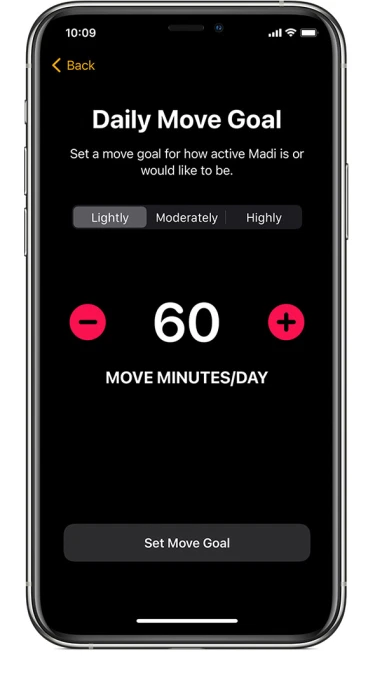 10:09
Back
Daily Move Goal
Set a move goal for how active Madi is or
would like to be.
Lightly Moderately Highly
60
MOVE MINUTES/DAY
Set Move Goal